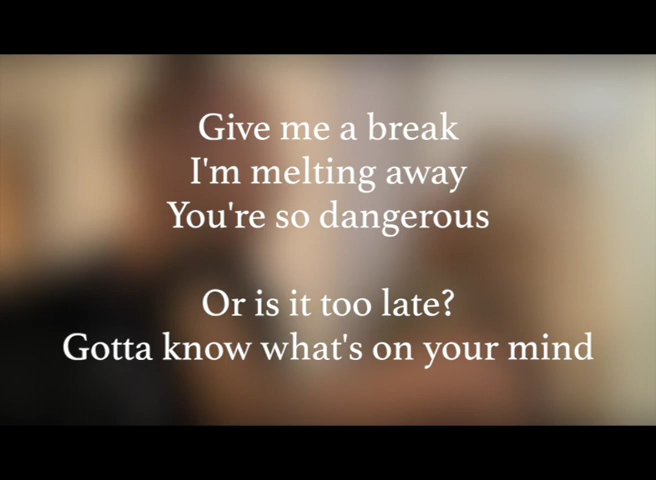 Give me a break
I'm melting away
You're so dangerous
Or is it too late?
Gotta know what's on your mind